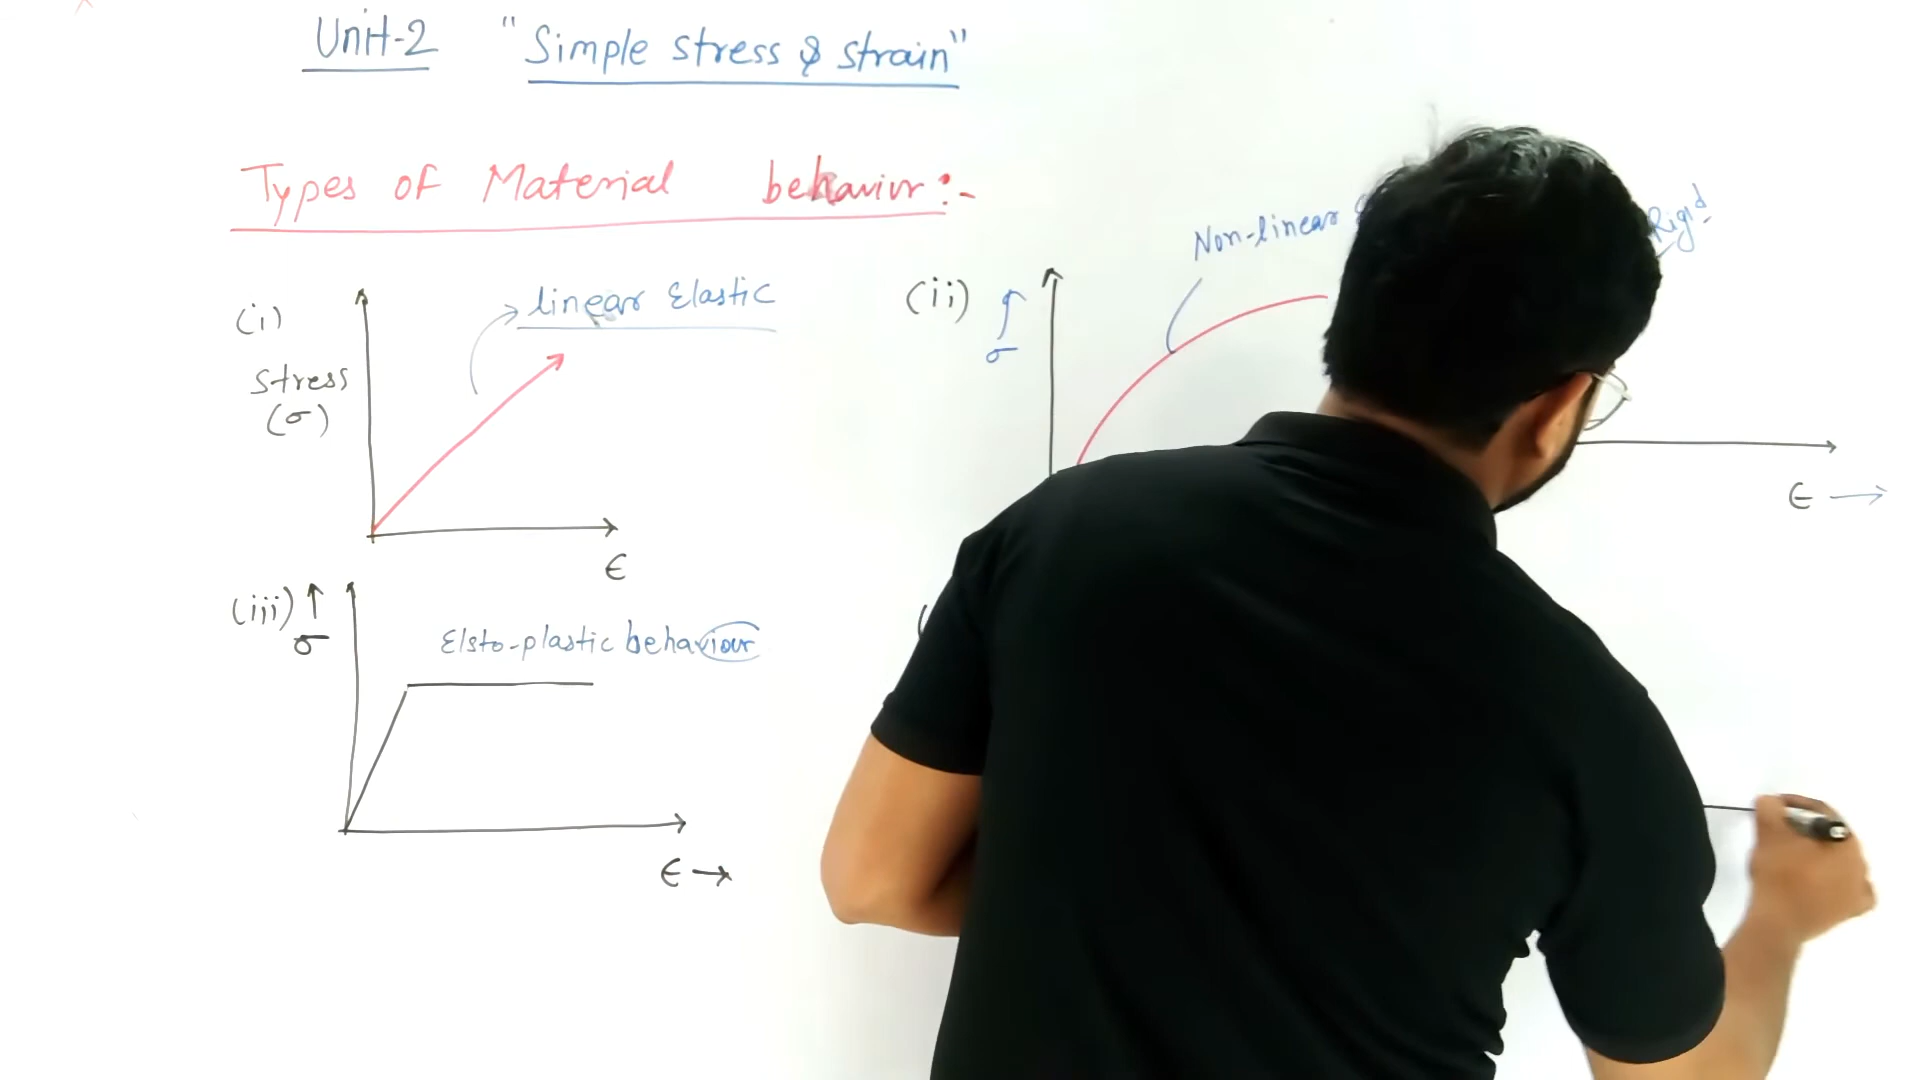 Unit-2 "Simple stress & strain"
Types of Material behavior:-
(i)
linear Elastic
Stress
(σ)
ϵ
(ii)
σ
Non-linear
Rigid
ϵ →
(iii) ↑
σ
Elsto-plastic behaviour
ϵ →